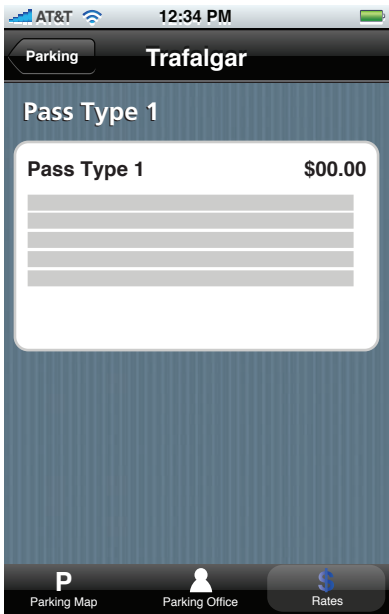 AT&T 12:34 PM
Parking Trafalgar
Pass Type 1
Pass Type 1 $00.00
P
$
Parking Map Parking Office Rates